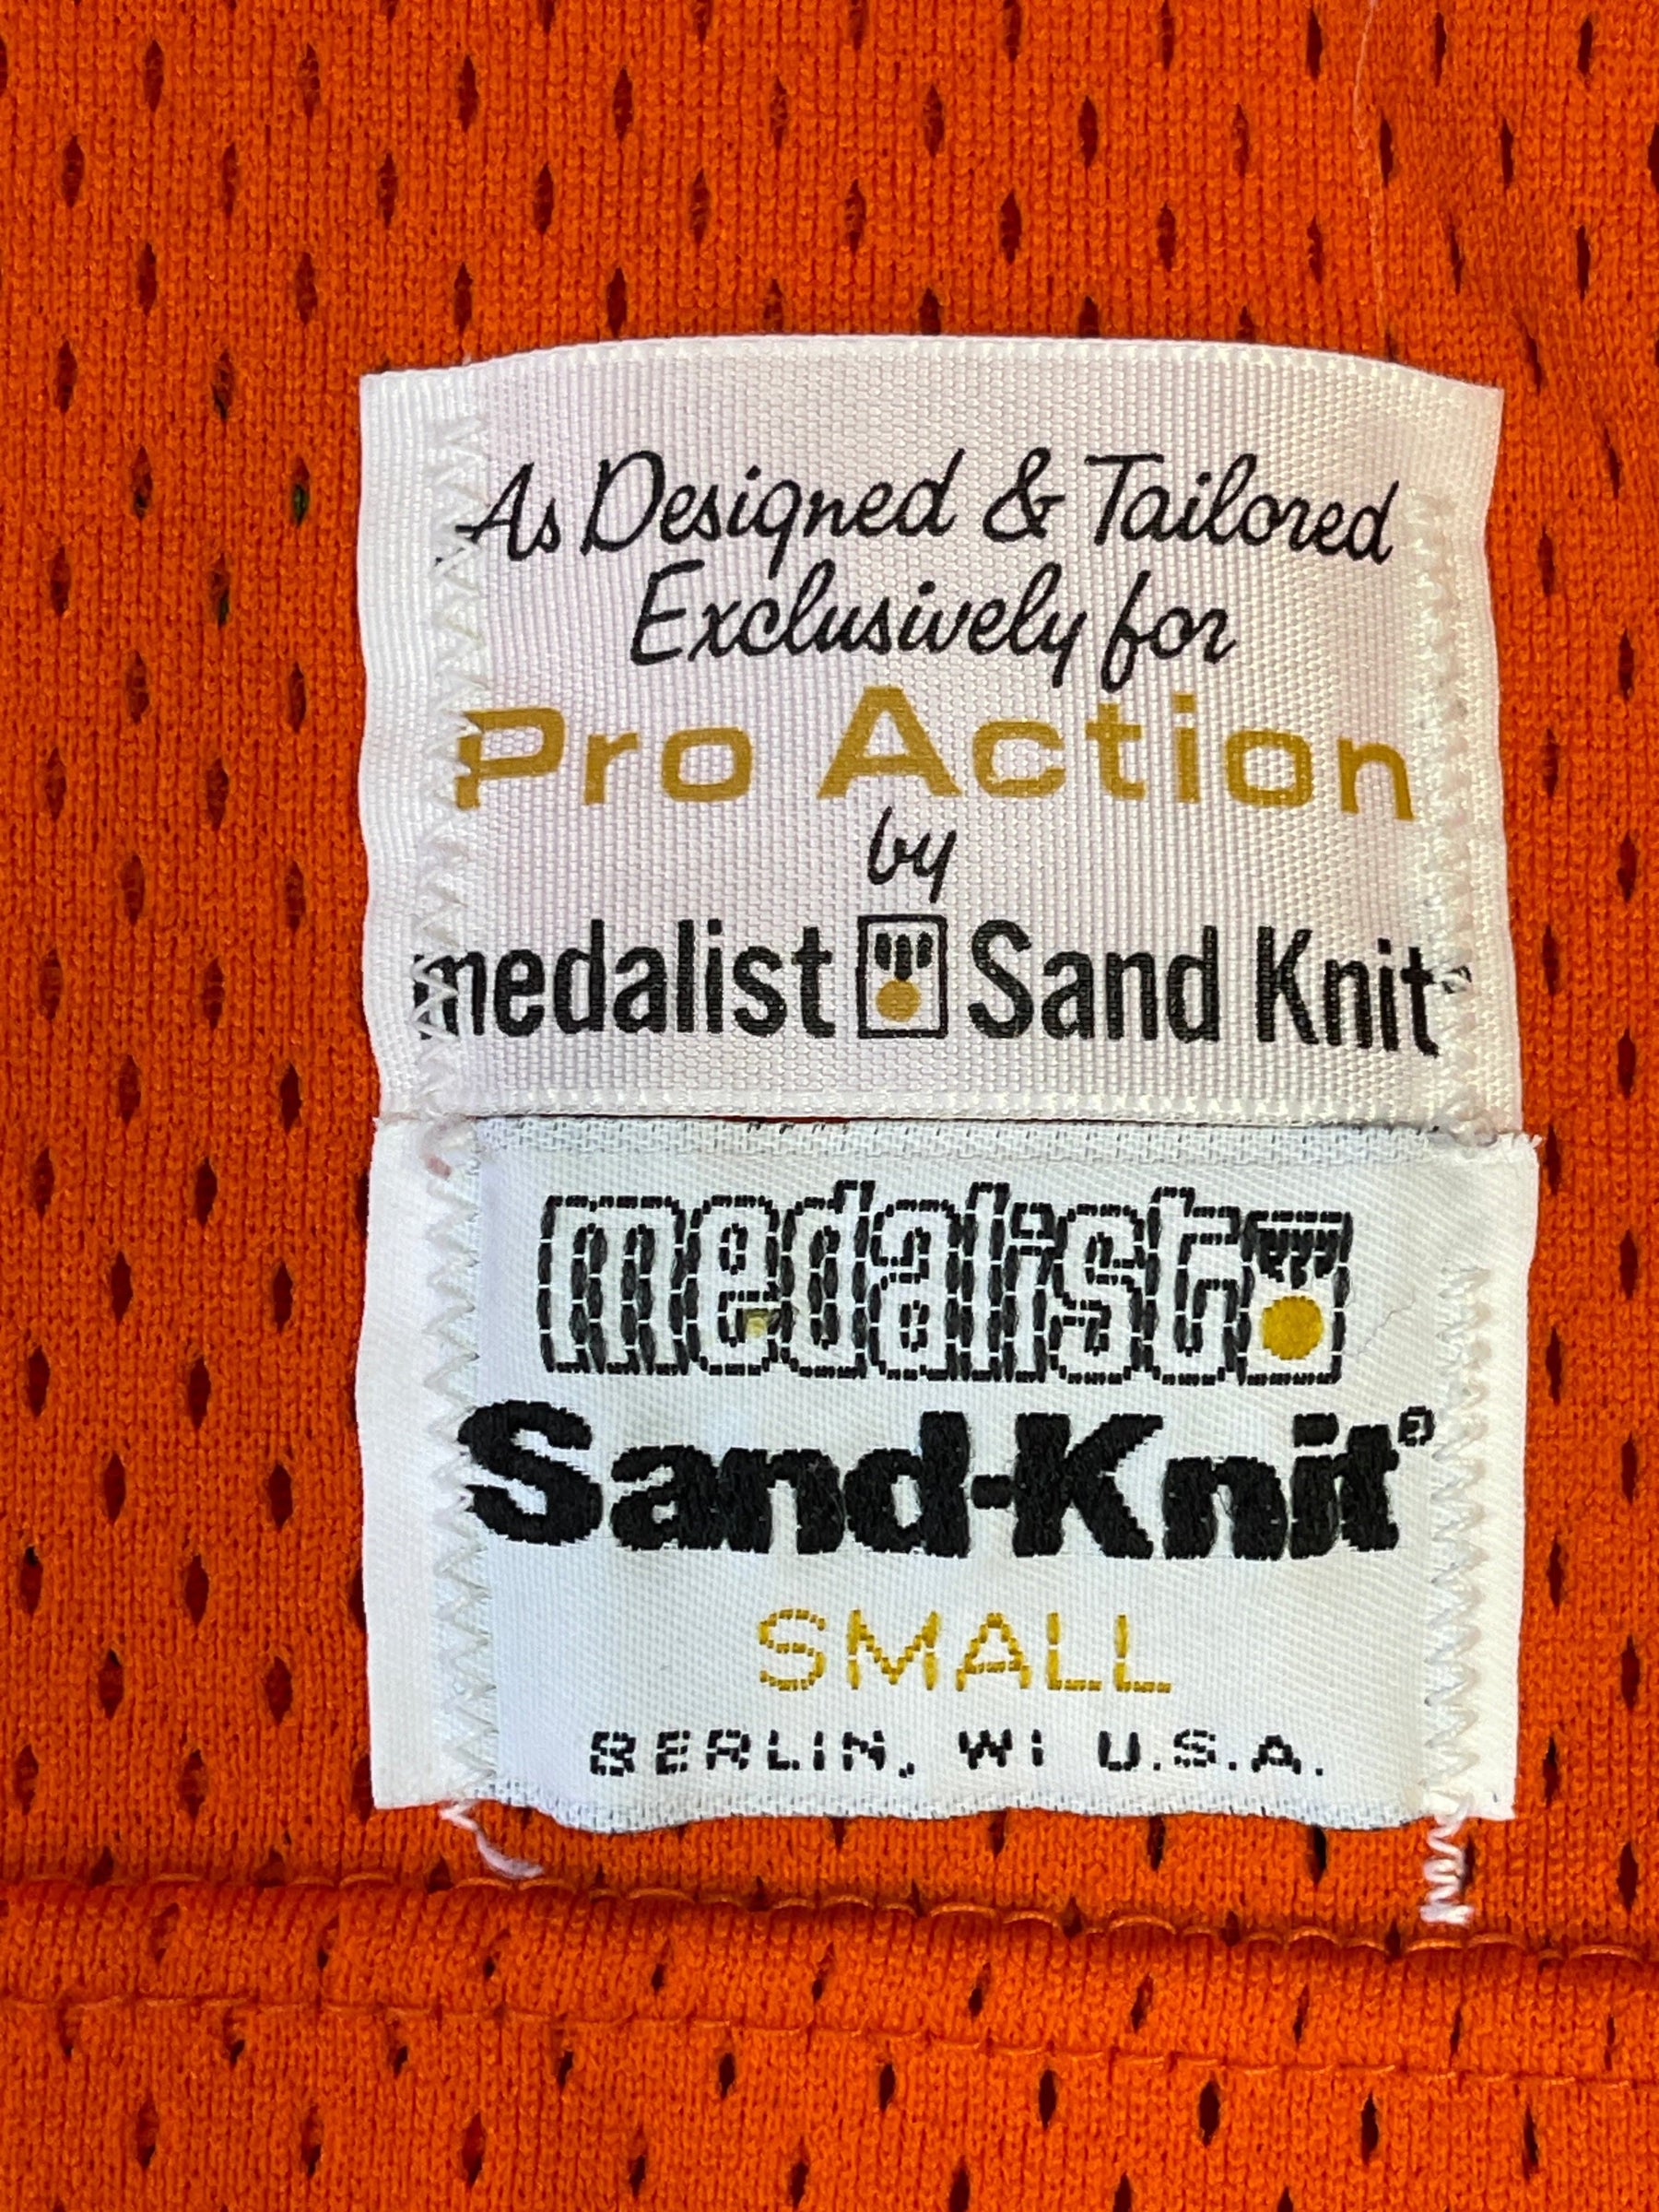 As Designed & Tailored
Exclusively for
Pro Action
by
medalist Sand Knit
medalist
Sand-Knit®
SMALL
BERLIN, WI U.S.A.